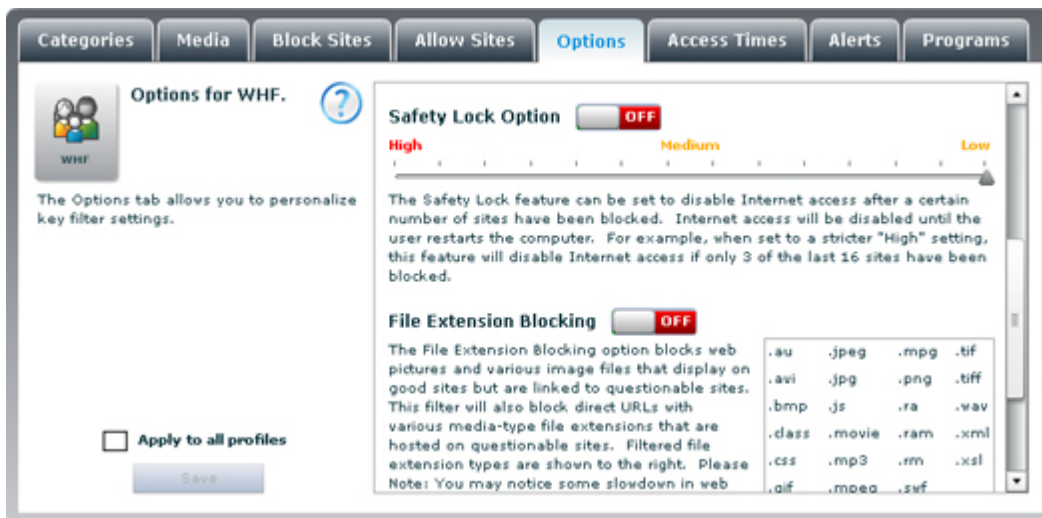 Categories Media Block Sites Allow Sites Options Access Times Alerts Programs
Options for WHF.
WHF
The Options tab allows you to personalize
key filter settings.
Apply to all profiles
Save
Safety Lock Option OFF
High Medium Low
The Safety Lock feature can be set to disable Internet access after a certain
number of sites have been blocked. Internet access will be disabled until the
user restarts the computer. For example, when set to a stricter "High" setting,
this feature will disable Internet access if only 3 of the last 16 sites have been
blocked.
File Extension Blocking OFF
The File Extension Blocking option blocks web
pictures and various image files that display on
good sites but are linked to questionable sites.
This filter will also block direct URLs with
various media-type file extensions that are
hosted on questionable sites. Filtered file
extension types are shown to the right. Please
Note: You may notice some slowdown in web
.au .jpeg .mpg .tif
.avi .jpg .png .tiff
.bmp .js .ra .wav
.class .movie .ram .xml
.css .mp3 .rm .xsl
.gif .mpeg .swf